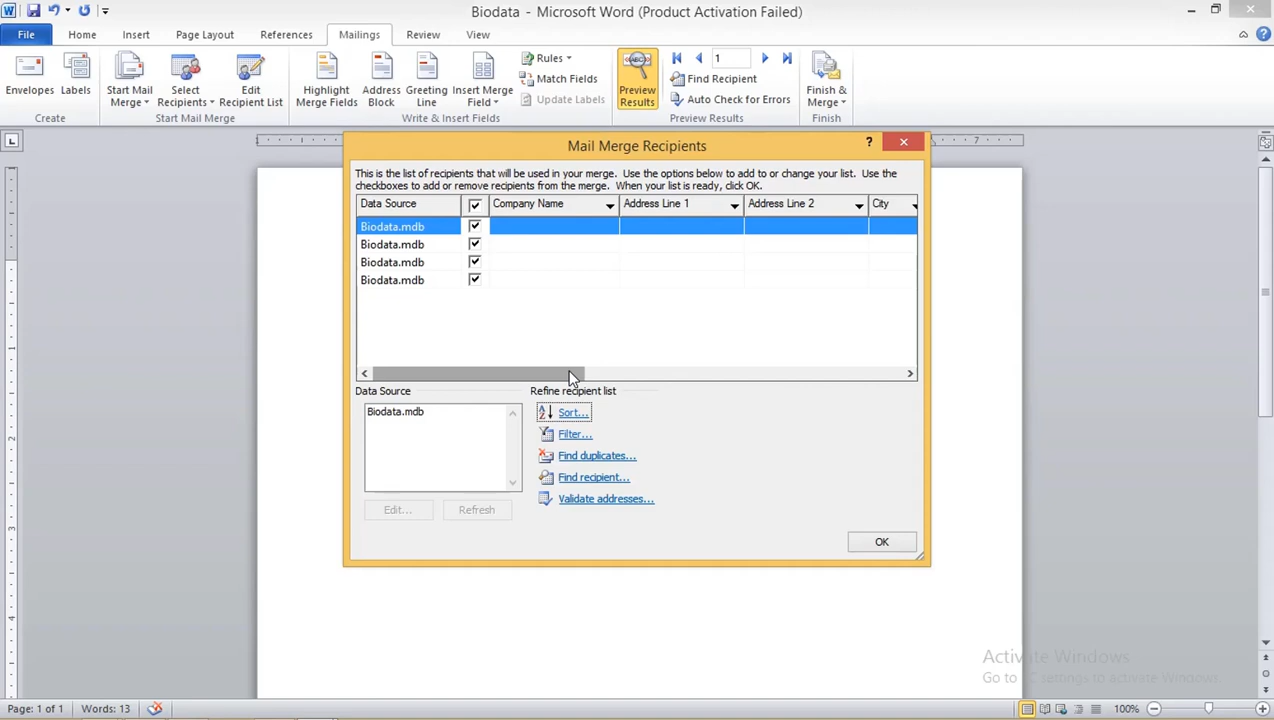 Biodata - Microsoft Word (Product Activation Failed)
File Home Insert Page Layout References Mailings Review View
Envelopes Labels Start Mail Merge Select Recipients Edit Recipient List Highlight Merge Fields Address Block Greeting Line Insert Merge Field Rules Match Fields Update Labels Preview Results 1 Find Recipient Auto Check for Errors Finish & Merge
Create Start Mail Merge Write & Insert Fields Preview Results Finish
Mail Merge Recipients
This is the list of recipients that will be used in your merge. Use the options below to add to or change your list. Use the
checkboxes to add or remove recipients from the merge. When your list is ready, click OK.
Data Source Company Name Address Line 1 Address Line 2 City
Biodata.mdb
Biodata.mdb
Biodata.mdb
Biodata.mdb
Data Source Refine recipient list
Biodata.mdb Sort...
Filter...
Find duplicates...
Find recipient...
Validate addresses...
Edit... Refresh
OK
Activate Windows
Go to PC settings to activate Windows.
Page: 1 of 1 Words: 13 100%